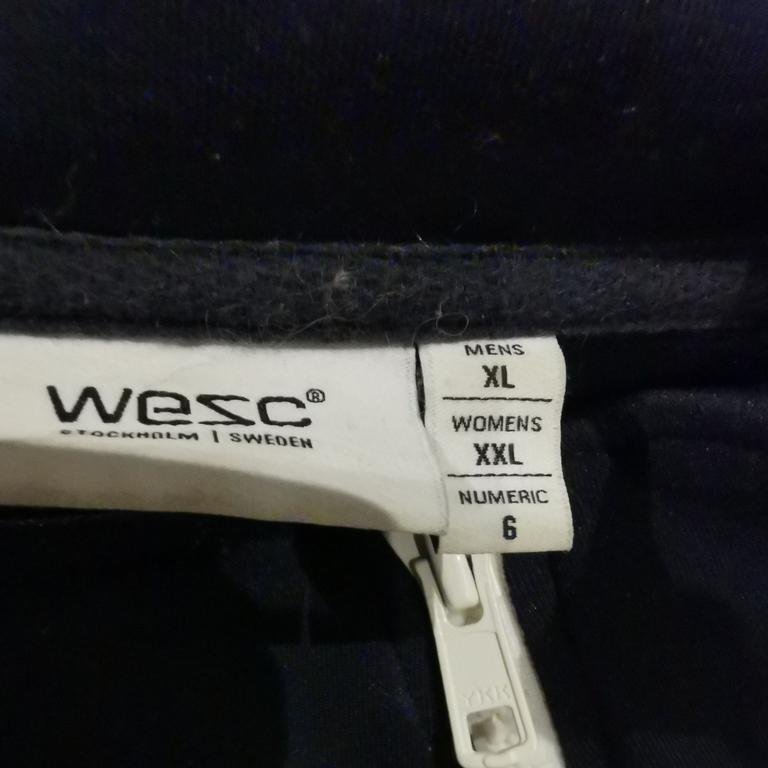 wesc®
STOCKHOLM | SWEDEN
MENS
XL
WOMENS
XXL
NUMERIC
6
YKK